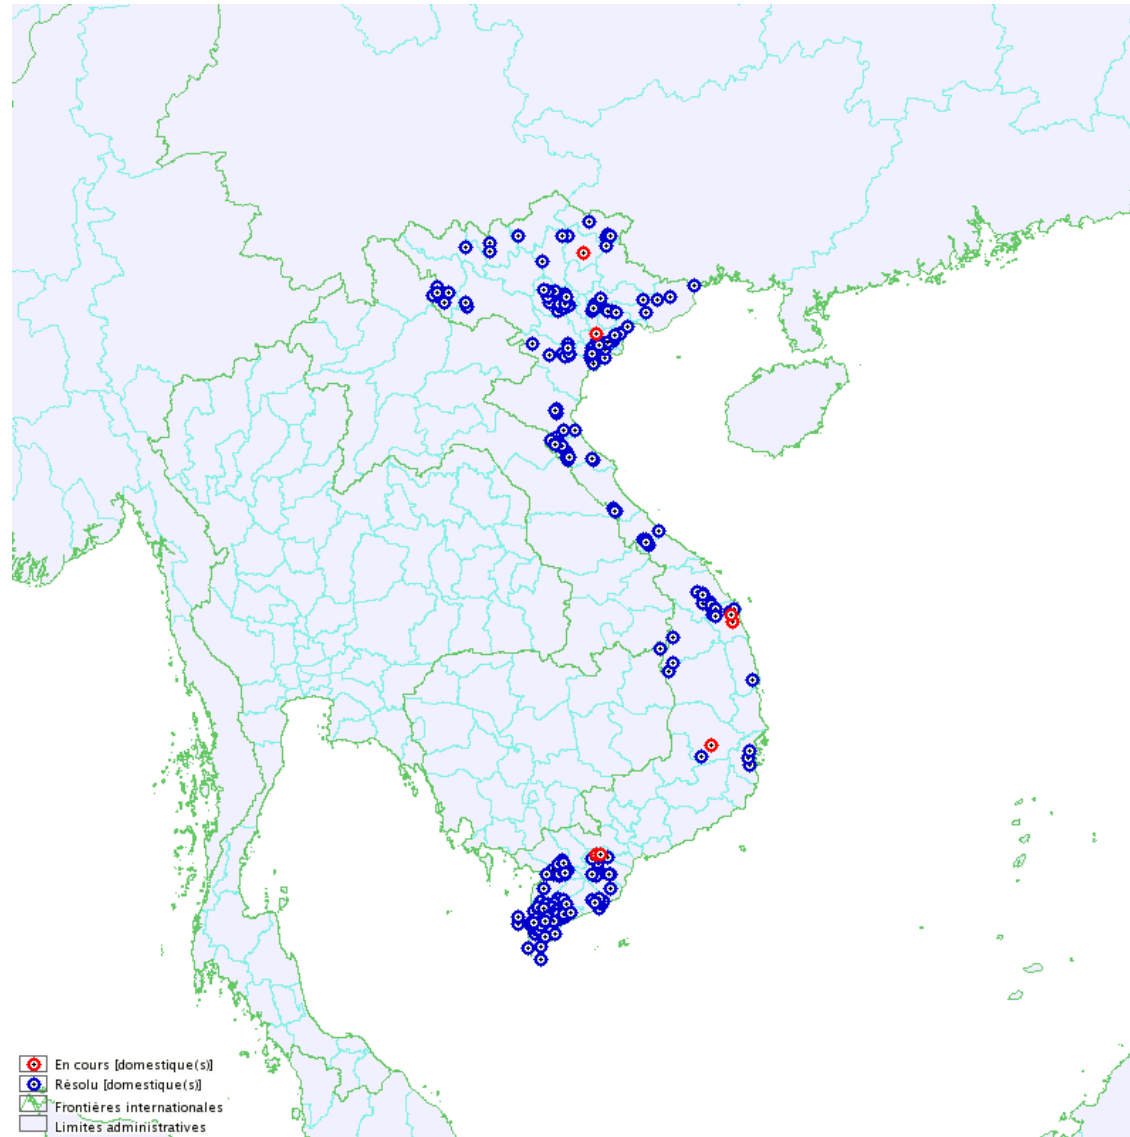 En cours [domestique(s)]
Résolu [domestique(s)]
Frontières internationales
Limites administratives